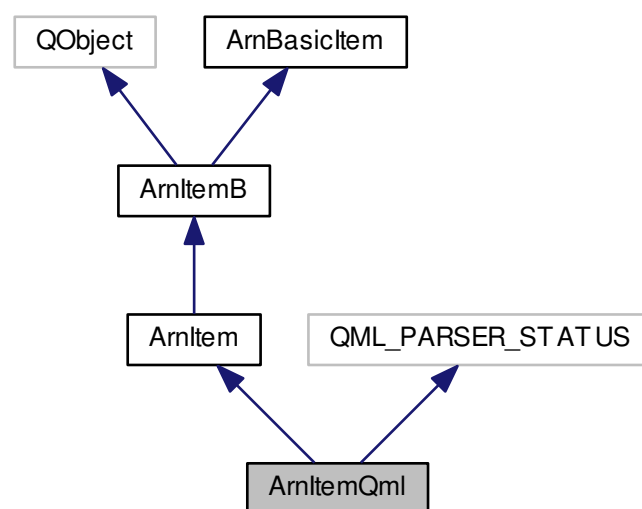 QObject
ArnBasicItem
ArnItemB
ArnItem
QML_PARSER_STATUS
ArnItemQml